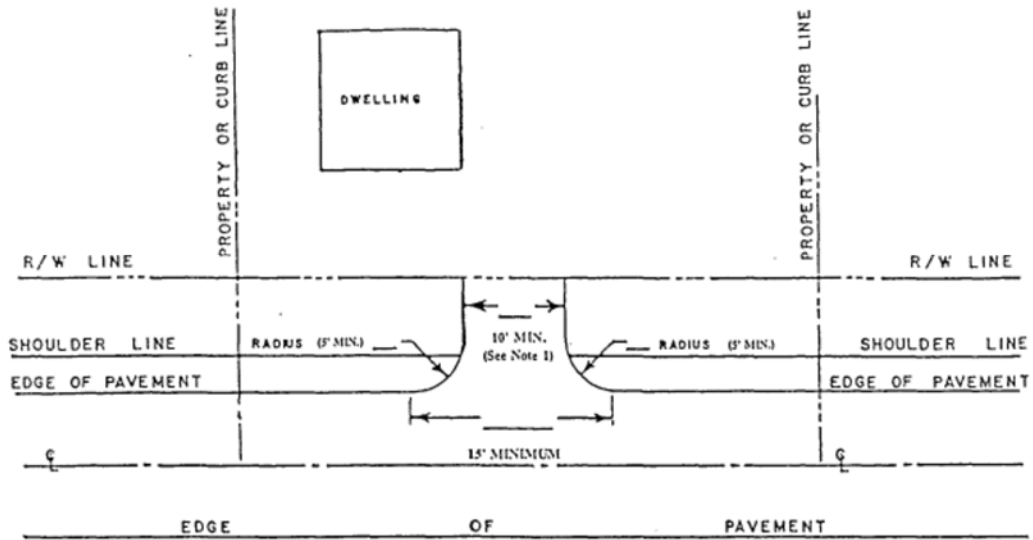 PROPERTY OR CURB LINE
PROPERTY OR CURB LINE
DWELLING
R/W LINE
R/W LINE
10' MIN.
(See Note 1)
SHOULDER LINE
RADIUS (5' MIN.)
RADIUS (5' MIN.)
SHOULDER LINE
EDGE OF PAVEMENT
EDGE OF PAVEMENT
15' MINIMUM
℄
℄
EDGE OF PAVEMENT